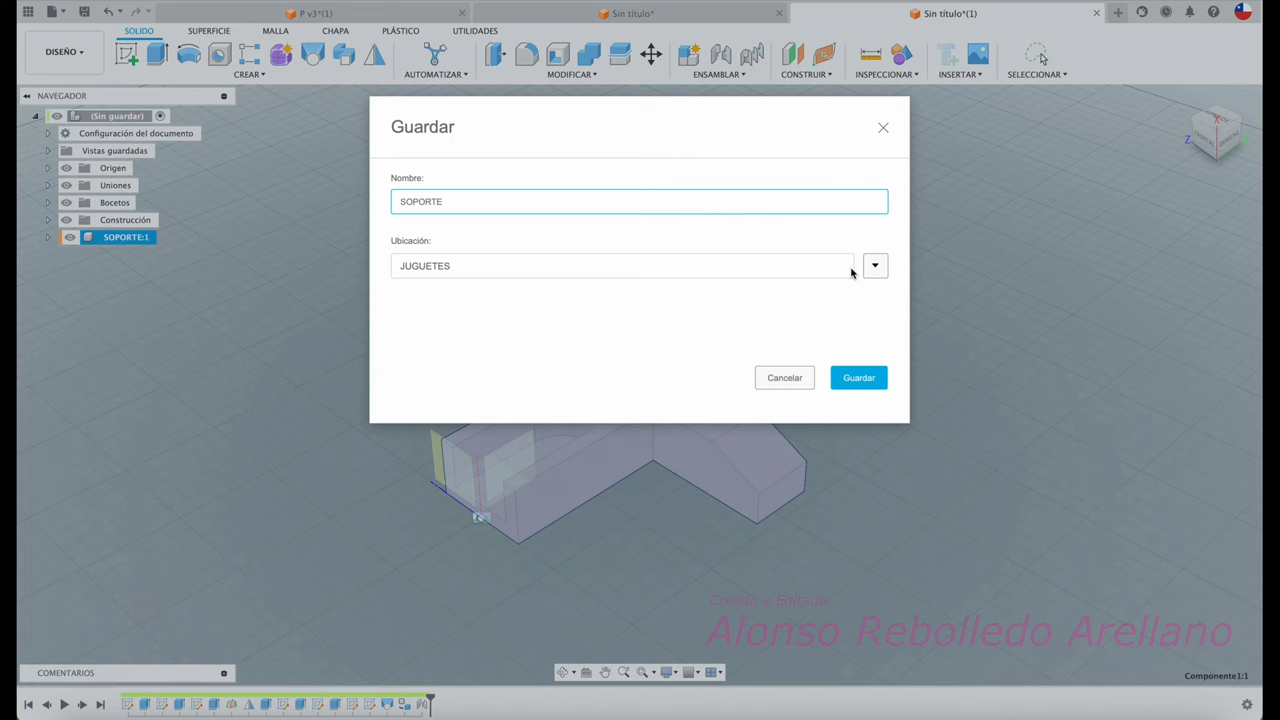 P v3*(1)
Sin título*
Sin título*(1)
SÓLIDO
SUPERFICIE
MALLA
CHAPA
PLÁSTICO
UTILIDADES
DISEÑO
CREAR
AUTOMATIZAR
MODIFICAR
ENSAMBLAR
CONSTRUIR
INSPECCIONAR
INSERTAR
SELECCIONAR
NAVEGADOR
(Sin guardar)
Configuración del documento
Vistas guardadas
Origen
Uniones
Bocetos
Construcción
SOPORTE:1
Guardar
Nombre:
SOPORTE
Ubicación:
JUGUETES
Cancelar
Guardar
X
Z
Creado y Editado
Alonso Rebolledo Arellano
COMENTARIOS
Componente1:1